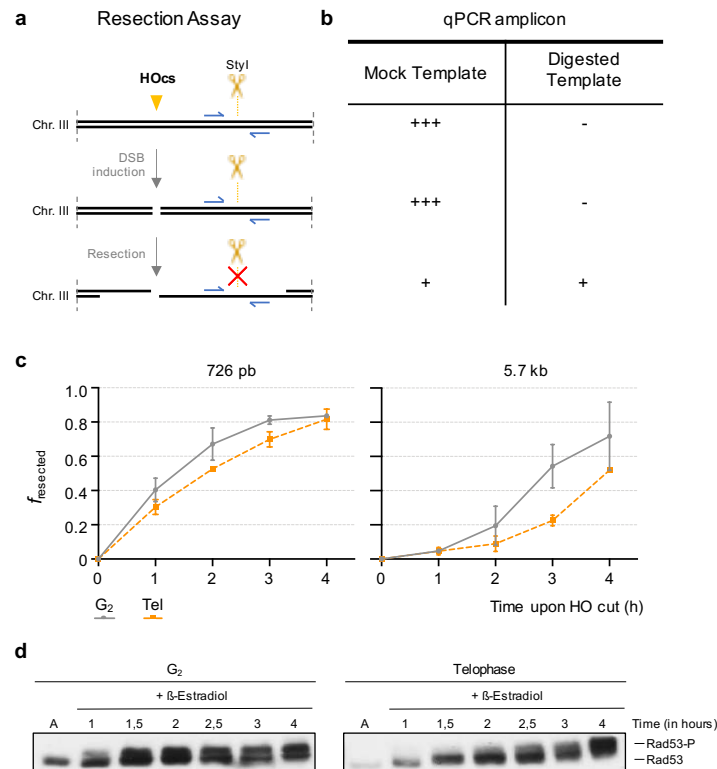 a Resection Assay
HOcs
StyI
Chr. III
DSB
induction
Chr. III
Resection
Chr. III
b qPCR amplicon
Mock Template
Digested
Template
+++ -
+++ -
+ +
c
726 pb
5.7 kb
fresected
1.0
0.8
0.6
0.4
0.2
0
0 1 2 3 4
0 1 2 3 4
G2 Tel
Time upon HO cut (h)
d
G2
+ ß-Estradiol
A 1 1,5 2 2,5 3 4
Telophase
+ ß-Estradiol
A 1 1,5 2 2,5 3 4
Time (in hours)
Rad53-P
Rad53